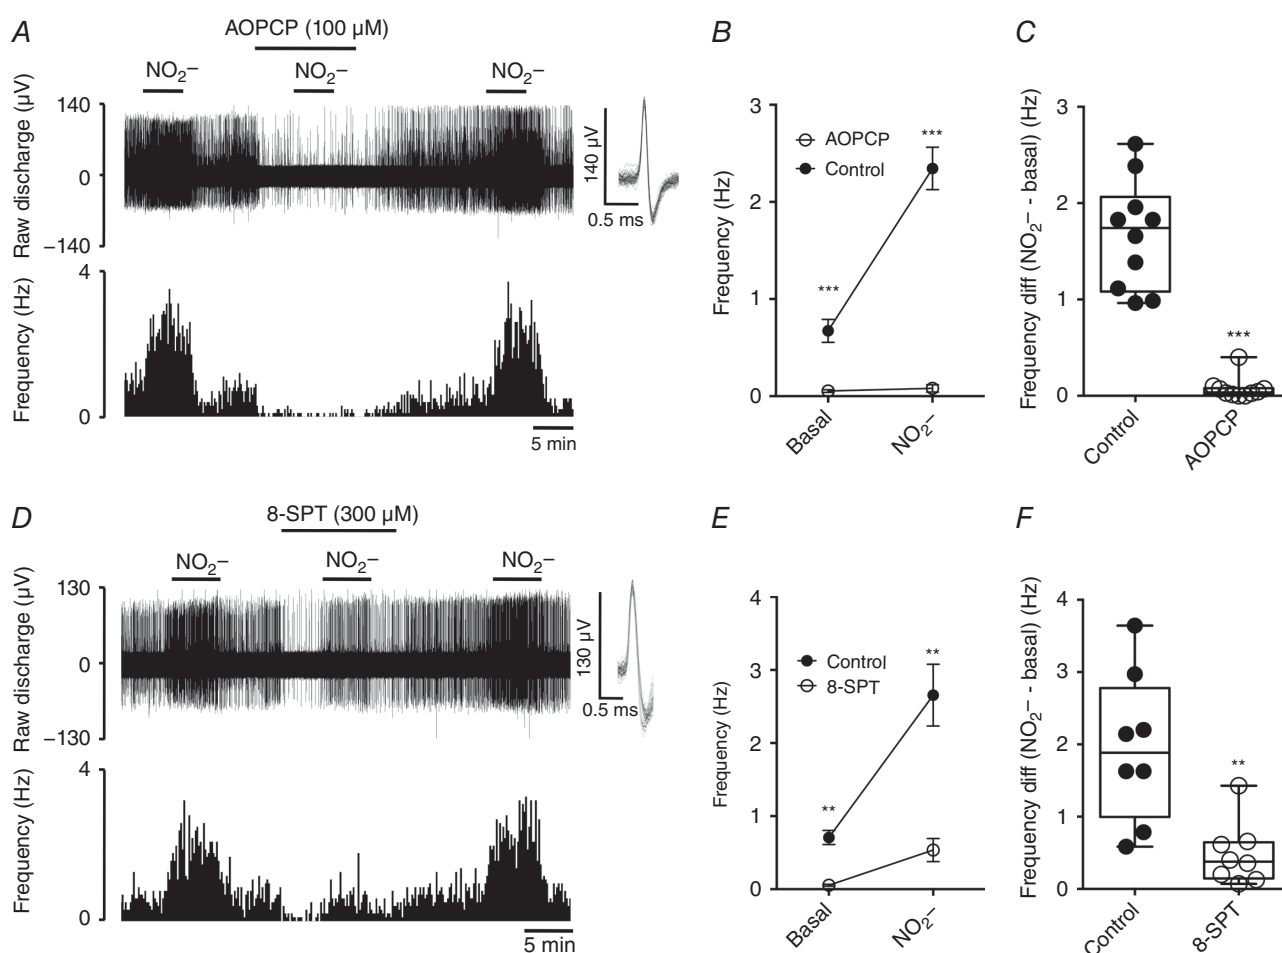 A
AOPCP (100 µM)
NO2– NO2– NO2–
Raw discharge (µV)
140
0
–140
140 µV
0.5 ms
Frequency (Hz)
4
0
5 min
B
Frequency (Hz)
3
2
1
0
AOPCP
Control
***
***
Basal
NO2–
C
Frequency diff (NO2– - basal) (Hz)
3
2
1
0
***
Control
AOPCP
D
8-SPT (300 µM)
NO2– NO2– NO2–
Raw discharge (µV)
130
0
–130
130 µV
0.5 ms
Frequency (Hz)
4
0
5 min
E
Frequency (Hz)
4
3
2
1
0
Control
8-SPT
**
**
Basal
NO2–
F
Frequency diff (NO2– - basal) (Hz)
4
3
2
1
0
**
Control
8-SPT